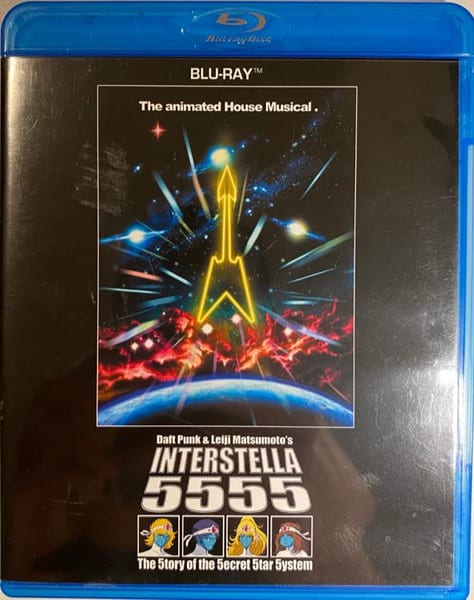 Blu-ray Disc
BLU-RAY™
The animated House Musical.
Daft Punk & Leiji Matsumoto's
INTERSTELLA
5555
The 5tory of the 5ecret 5tar 5ystem